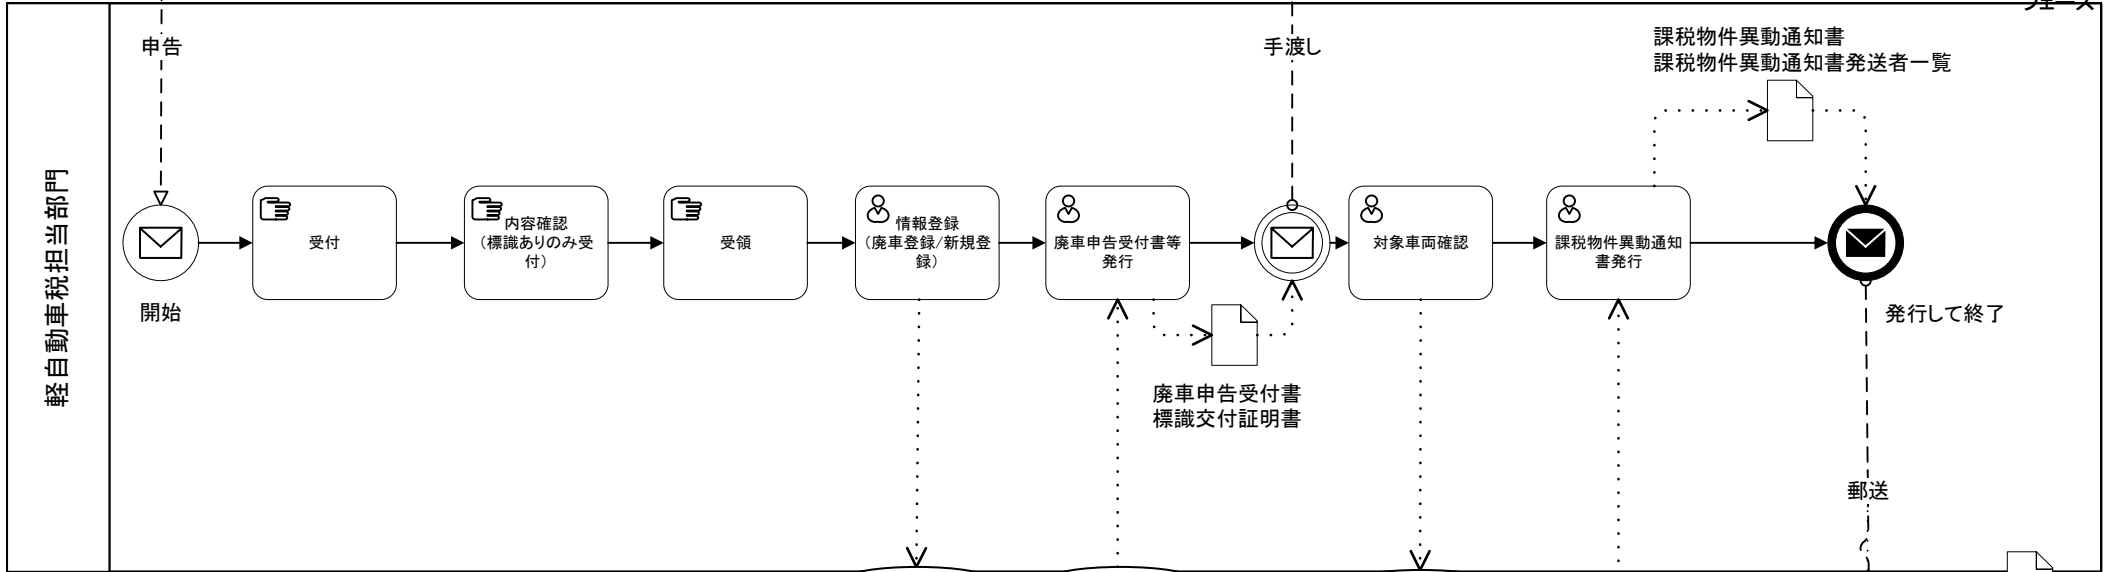 フェーズ
申告
手渡し
課税物件異動通知書
課税物件異動通知書発送者一覧
軽自動車税担当部門
受付
内容確認
(標識ありのみ受
付)
受領
情報登録
(廃車登録/新規登
録)
廃車申告受付書等
発行
対象車両確認
課税物件異動通知
書発行
開始
発行して終了
廃車申告受付書
標識交付証明書
郵送